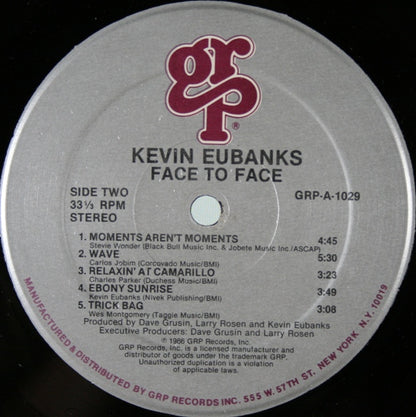 grp®
KEViN EUBANKS
FACE TO FACE
SIDE TWO
33⅓ RPM
STEREO
GRP-A-1029
1. MOMENTS AREN'T MOMENTS 4:45
Stevie Wonder (Black Bull Music Inc. & Jobete Music Inc./ASCAP)
2. WAVE 5:30
Carlos Jobim (Corcovado Music/BMI)
3. RELAXIN' AT CAMARILLO 3:23
Charles Parker (Duchess Music/BMI)
4. EBONY SUNRISE 3:49
Kevin Eubanks (Nivek Publishing/BMI)
5. TRICK BAG 3:08
Wes Montgomery (Taggie Music/BMI)
Produced by Dave Grusin, Larry Rosen and Kevin Eubanks
Executive Producers: Dave Grusin and Larry Rosen
℗ 1986 GRP Records, Inc.
GRP Records, Inc. is a licensed manufacturer and
distributor of goods under the trademark GRP.
Unauthorized duplication is a violation
of applicable laws.
MANUFACTURED & DISTRIBUTED BY GRP RECORDS INC. 555 W. 57TH ST. NEW YORK, N.Y. 10019